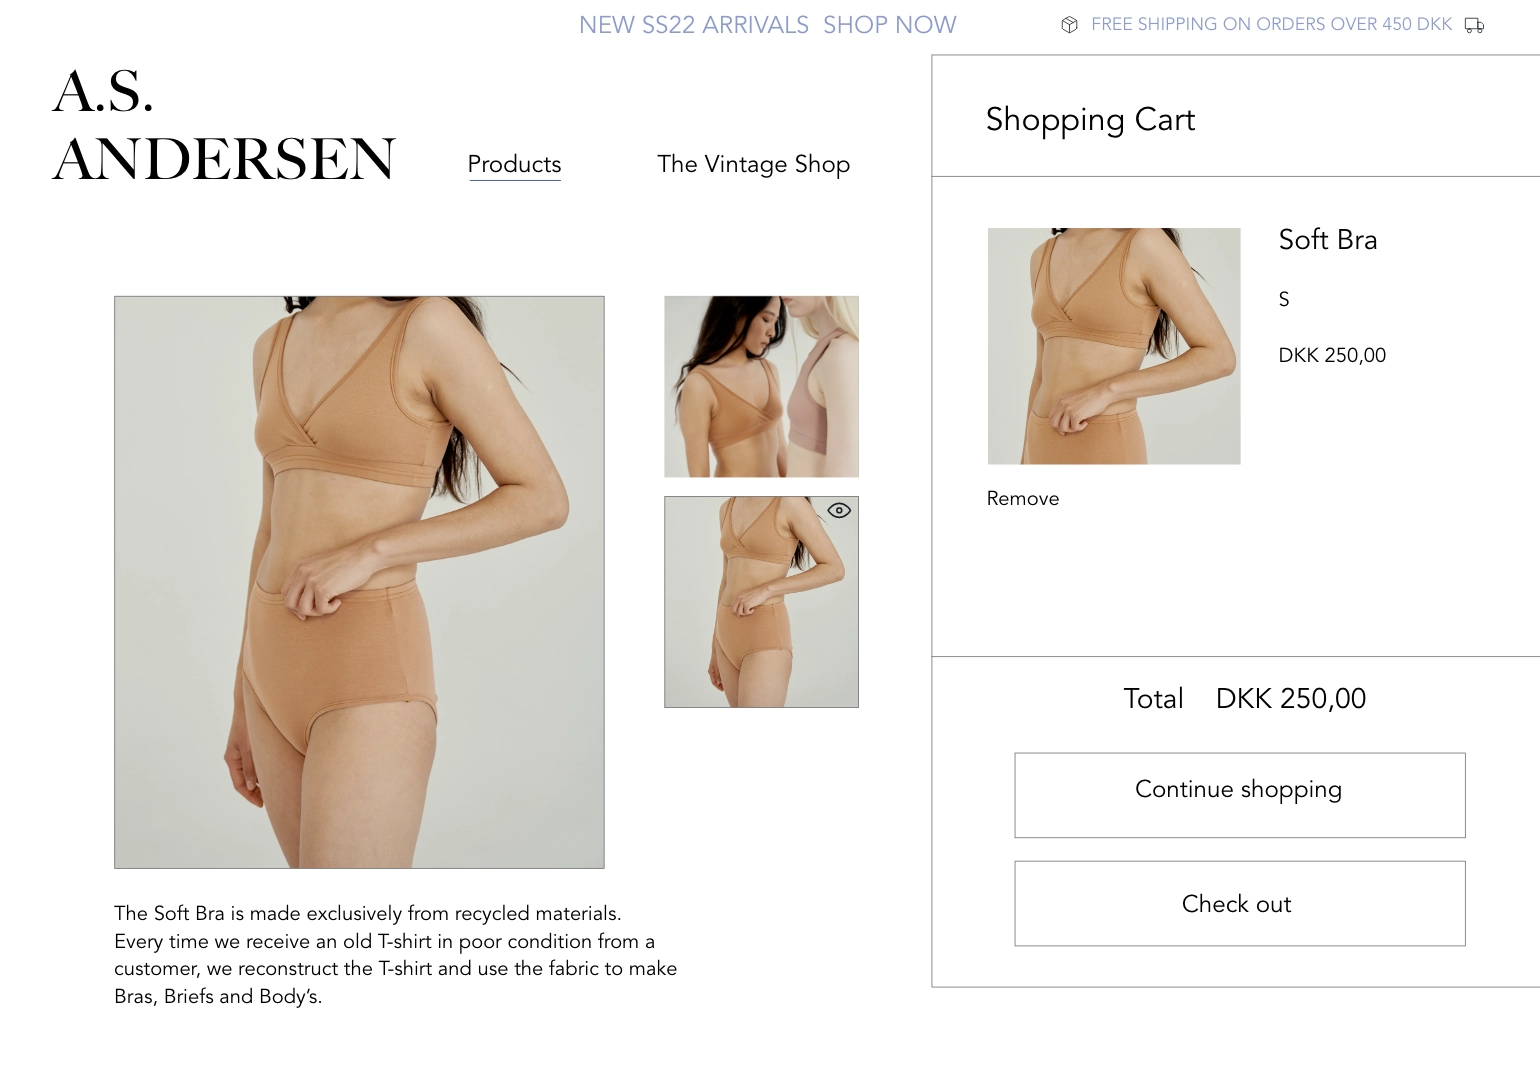 NEW SS22 ARRIVALS  SHOP NOW
FREE SHIPPING ON ORDERS OVER 450 DKK
A.S.
ANDERSEN
Products
The Vintage Shop
The Soft Bra is made exclusively from recycled materials.
Every time we receive an old T-shirt in poor condition from a
customer, we reconstruct the T-shirt and use the fabric to make
Bras, Briefs and Body’s.
Shopping Cart
Soft Bra
S
DKK 250,00
Remove
Total DKK 250,00
Continue shopping
Check out